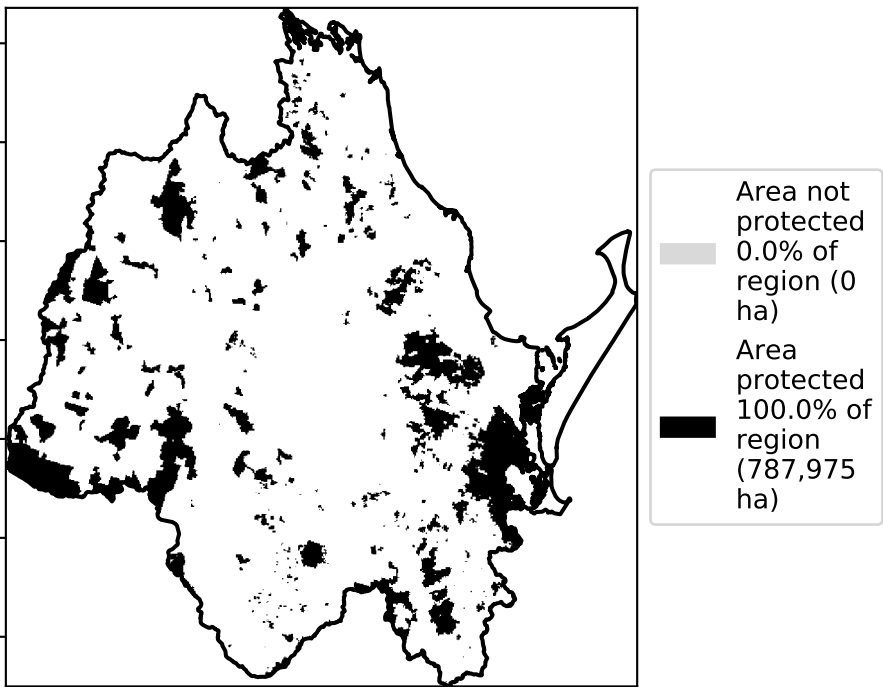 Area not
protected
0.0% of
region (0
ha)
Area
protected
100.0% of
region
(787,975
ha)